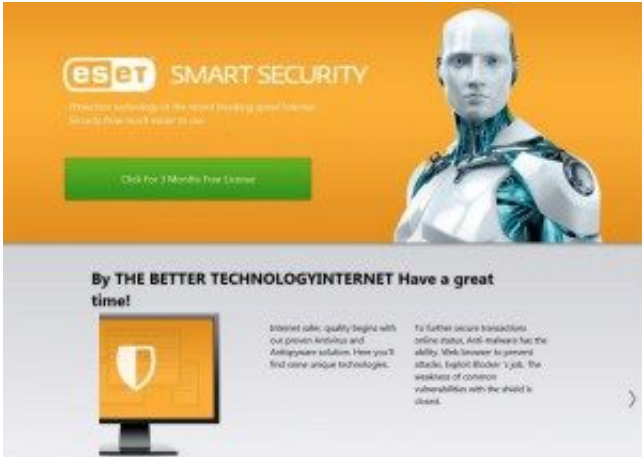 eseT SMART SECURITY
Protection technology of the record breaking speed Internet
Security Now much easier to use
Click For 3 Months Free License
By THE BETTER TECHNOLOGYINTERNET Have a great
time!
Internet safer, quality begins with
our proven Antivirus and
Antispyware solution. Here you'll
find some unique technologies.
To further secure transactions
online status, Anti-malware has the
ability. Web browser to prevent
attacks, Exploit Blocker's job. The
weakness of common
vulnerabilities with the shield is
closed.